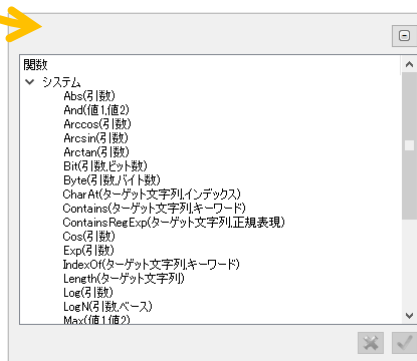 関数
システム
Abs(引数)
And(値1,値2)
Arccos(引数)
Arcsin(引数)
Arctan(引数)
Bit(引数,ビット数)
Byte(引数,バイト数)
CharAt(ターゲット文字列,インデックス)
Contains(ターゲット文字列,キーワード)
ContainsRegExp(ターゲット文字列,正規表現)
Cos(引数)
Exp(引数)
IndexOf(ターゲット文字列,キーワード)
Length(ターゲット文字列)
Log(引数)
LogN(引数,ベース)
Max(値1,値2)